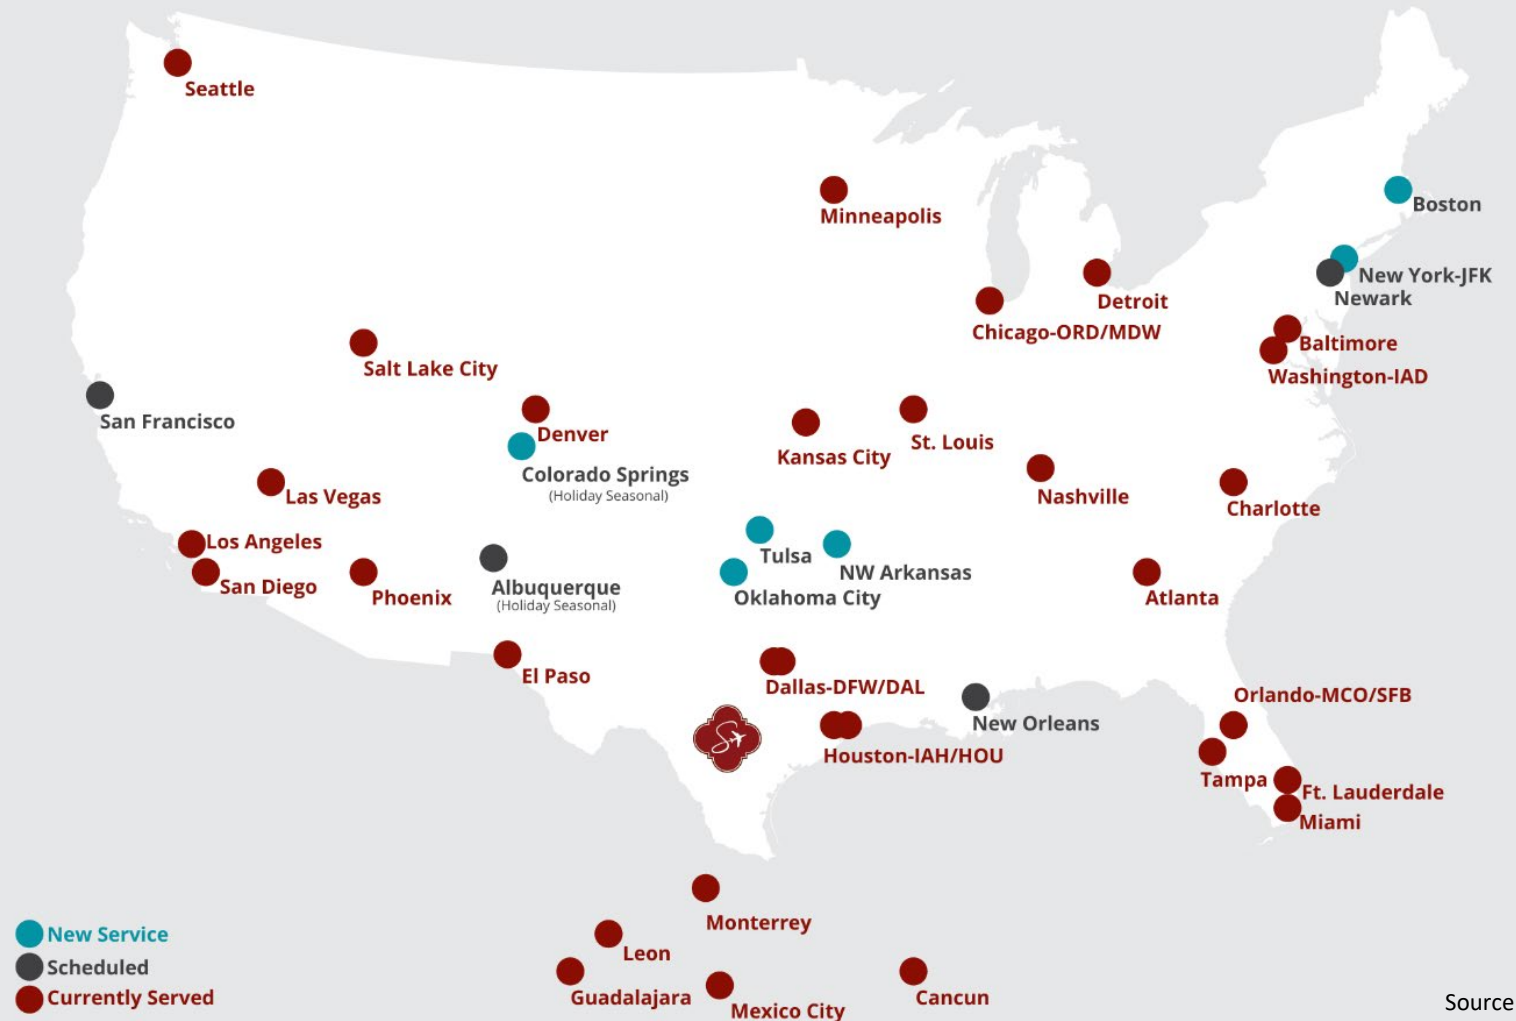 Seattle
Minneapolis
Boston
New York-JFK
Newark
Detroit
Chicago-ORD/MDW
Baltimore
Washington-IAD
Salt Lake City
San Francisco
Denver
Colorado Springs
(Holiday Seasonal)
Kansas City
St. Louis
Nashville
Charlotte
Las Vegas
Los Angeles
San Diego
Phoenix
Albuquerque
(Holiday Seasonal)
Tulsa
NW Arkansas
Oklahoma City
Atlanta
El Paso
Dallas-DFW/DAL
Orlando-MCO/SFB
New Orleans
Houston-IAH/HOU
Tampa
Ft. Lauderdale
Miami
S
Monterrey
Leon
Guadalajara
Mexico City
Cancun
New Service
Scheduled
Currently Served
Source